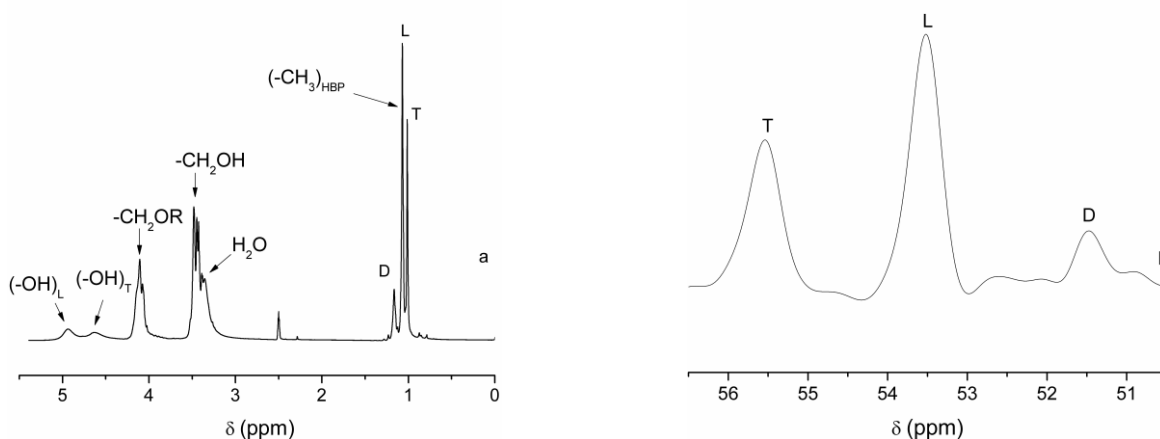 L
(-CH₃)HBP
T
-CH₂OH
-CH₂OR
H₂O
(-OH)L
(-OH)T
D
a
5 4 3 2 1 0
δ (ppm)
L
T
D
56 55 54 53 52 51
δ (ppm)